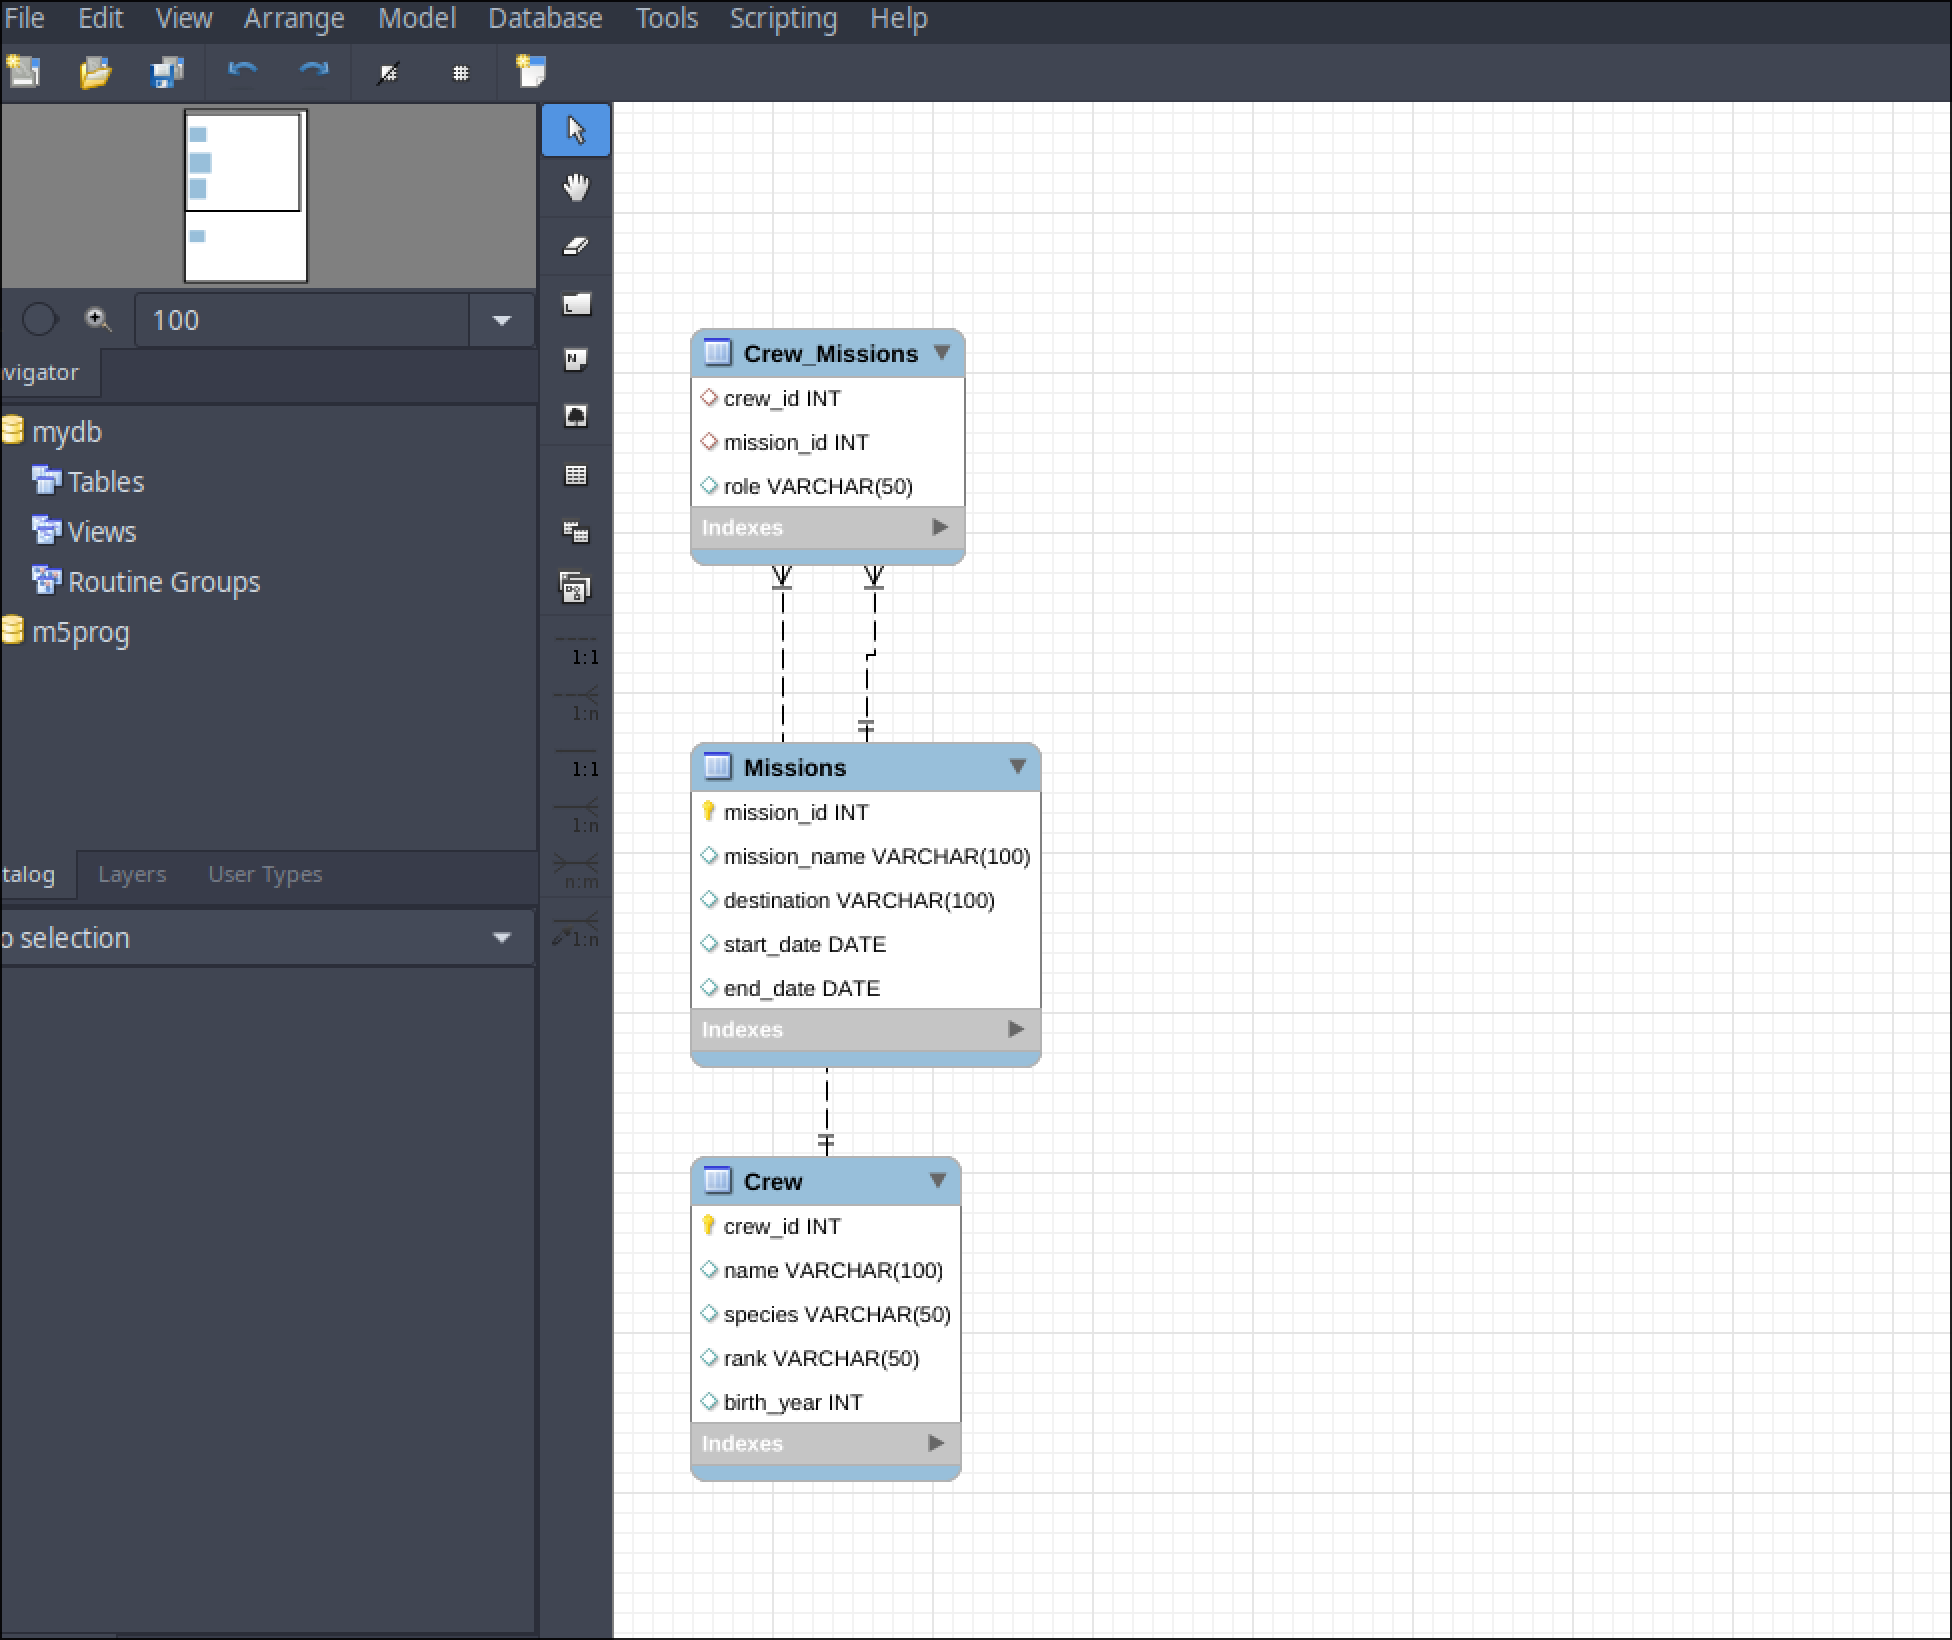 File Edit View Arrange Model Database Tools Scripting Help
100
vigator
mydb
Tables
Views
Routine Groups
m5prog
talog Layers User Types
o selection
1:1
1:n
1:1
1:n
n:m
1:n
Crew_Missions
crew_id INT
mission_id INT
role VARCHAR(50)
Indexes
Missions
mission_id INT
mission_name VARCHAR(100)
destination VARCHAR(100)
start_date DATE
end_date DATE
Indexes
Crew
crew_id INT
name VARCHAR(100)
species VARCHAR(50)
rank VARCHAR(50)
birth_year INT
Indexes